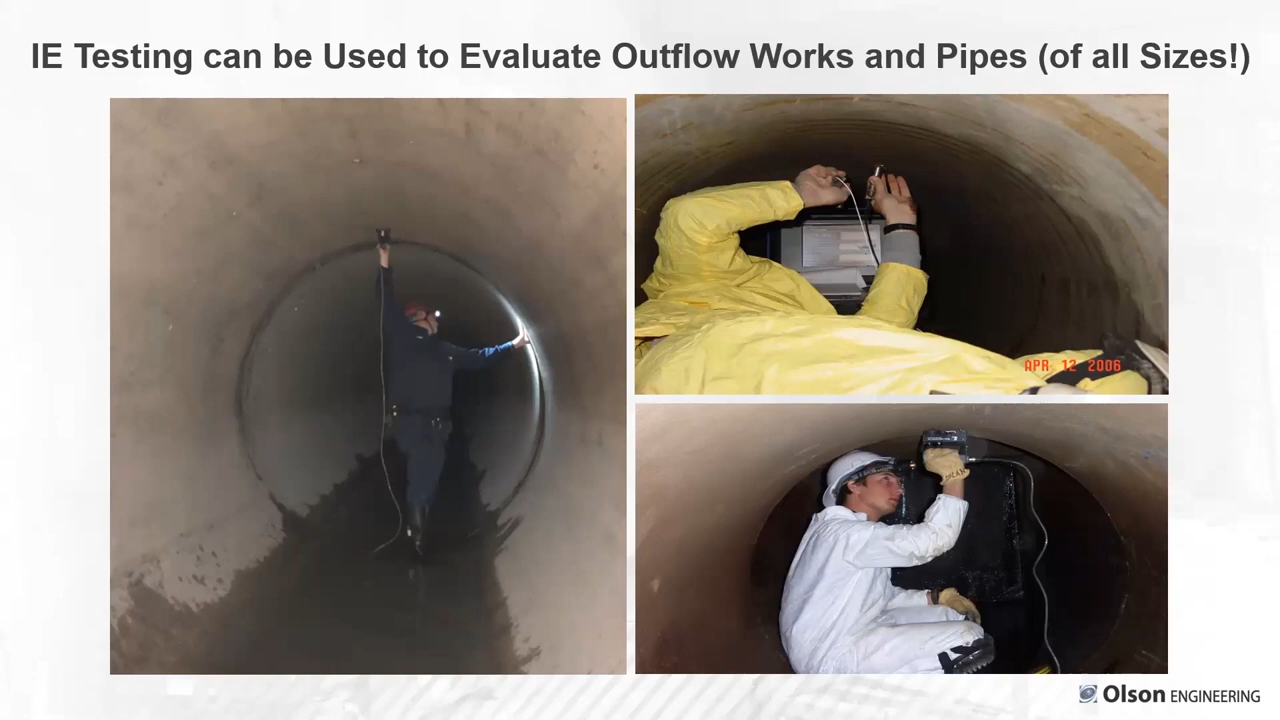 IE Testing can be Used to Evaluate Outflow Works and Pipes (of all Sizes!)
APR 12 2006
Olson ENGINEERING